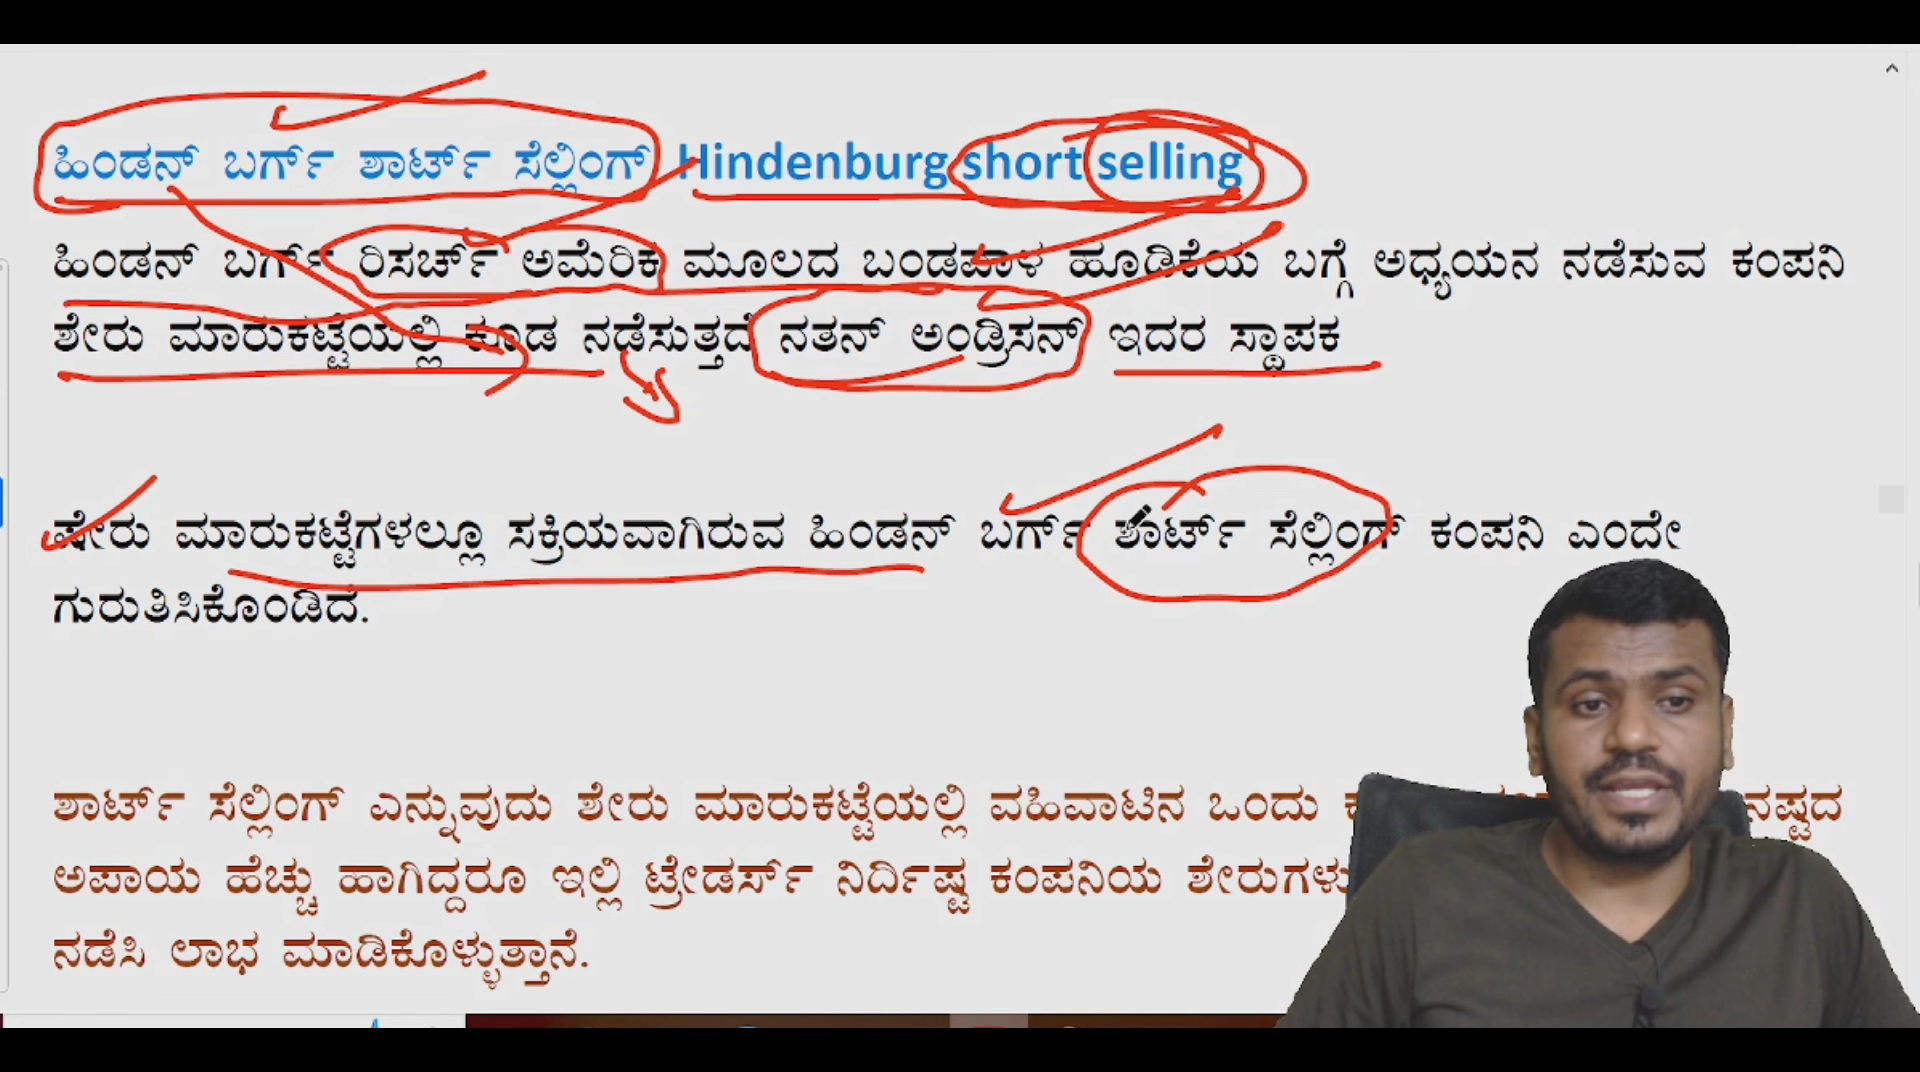 ಹಿಂಡನ್ ಬರ್ಗ್ ಶಾರ್ಟ್ ಸೆಲ್ಲಿಂಗ್ Hindenburg short selling
ಹಿಂಡನ್ ಬರ್ಗ್ ರಿಸರ್ಚ್ ಅಮೆರಿಕ ಮೂಲದ ಬಂಡವಾಳ ಹೂಡಿಕೆಯ ಬಗ್ಗೆ ಅಧ್ಯಯನ ನಡೆಸುವ ಕಂಪನಿ
ಶೇರು ಮಾರುಕಟ್ಟೆಯಲ್ಲಿ ಕೂಡ ನಡೆಸುತ್ತದೆ ನತನ್ ಅಂಡ್ರಿಸನ್ ಇದರ ಸ್ಥಾಪಕ
ಷೇರು ಮಾರುಕಟ್ಟೆಗಳಲ್ಲೂ ಸಕ್ರಿಯವಾಗಿರುವ ಹಿಂಡನ್ ಬರ್ಗ್ ಶಾರ್ಟ್ ಸೆಲ್ಲಿಂಗ್ ಕಂಪನಿ ಎಂದೇ
ಗುರುತಿಸಿಕೊಂಡಿದೆ.
ಶಾರ್ಟ್ ಸೆಲ್ಲಿಂಗ್ ಎನ್ನುವುದು ಶೇರು ಮಾರುಕಟ್ಟೆಯಲ್ಲಿ ವಹಿವಾಟಿನ ಒಂದು ನಷ್ಟದ
ಅಪಾಯ ಹೆಚ್ಚು ಹಾಗಿದ್ದರೂ ಇಲ್ಲಿ ಟ್ರೇಡರ್ಸ್ ನಿರ್ದಿಷ್ಟ ಕಂಪನಿಯ
ನಡೆಸಿ ಲಾಭ ಮಾಡಿಕೊಳ್ಳುತ್ತಾನೆ.